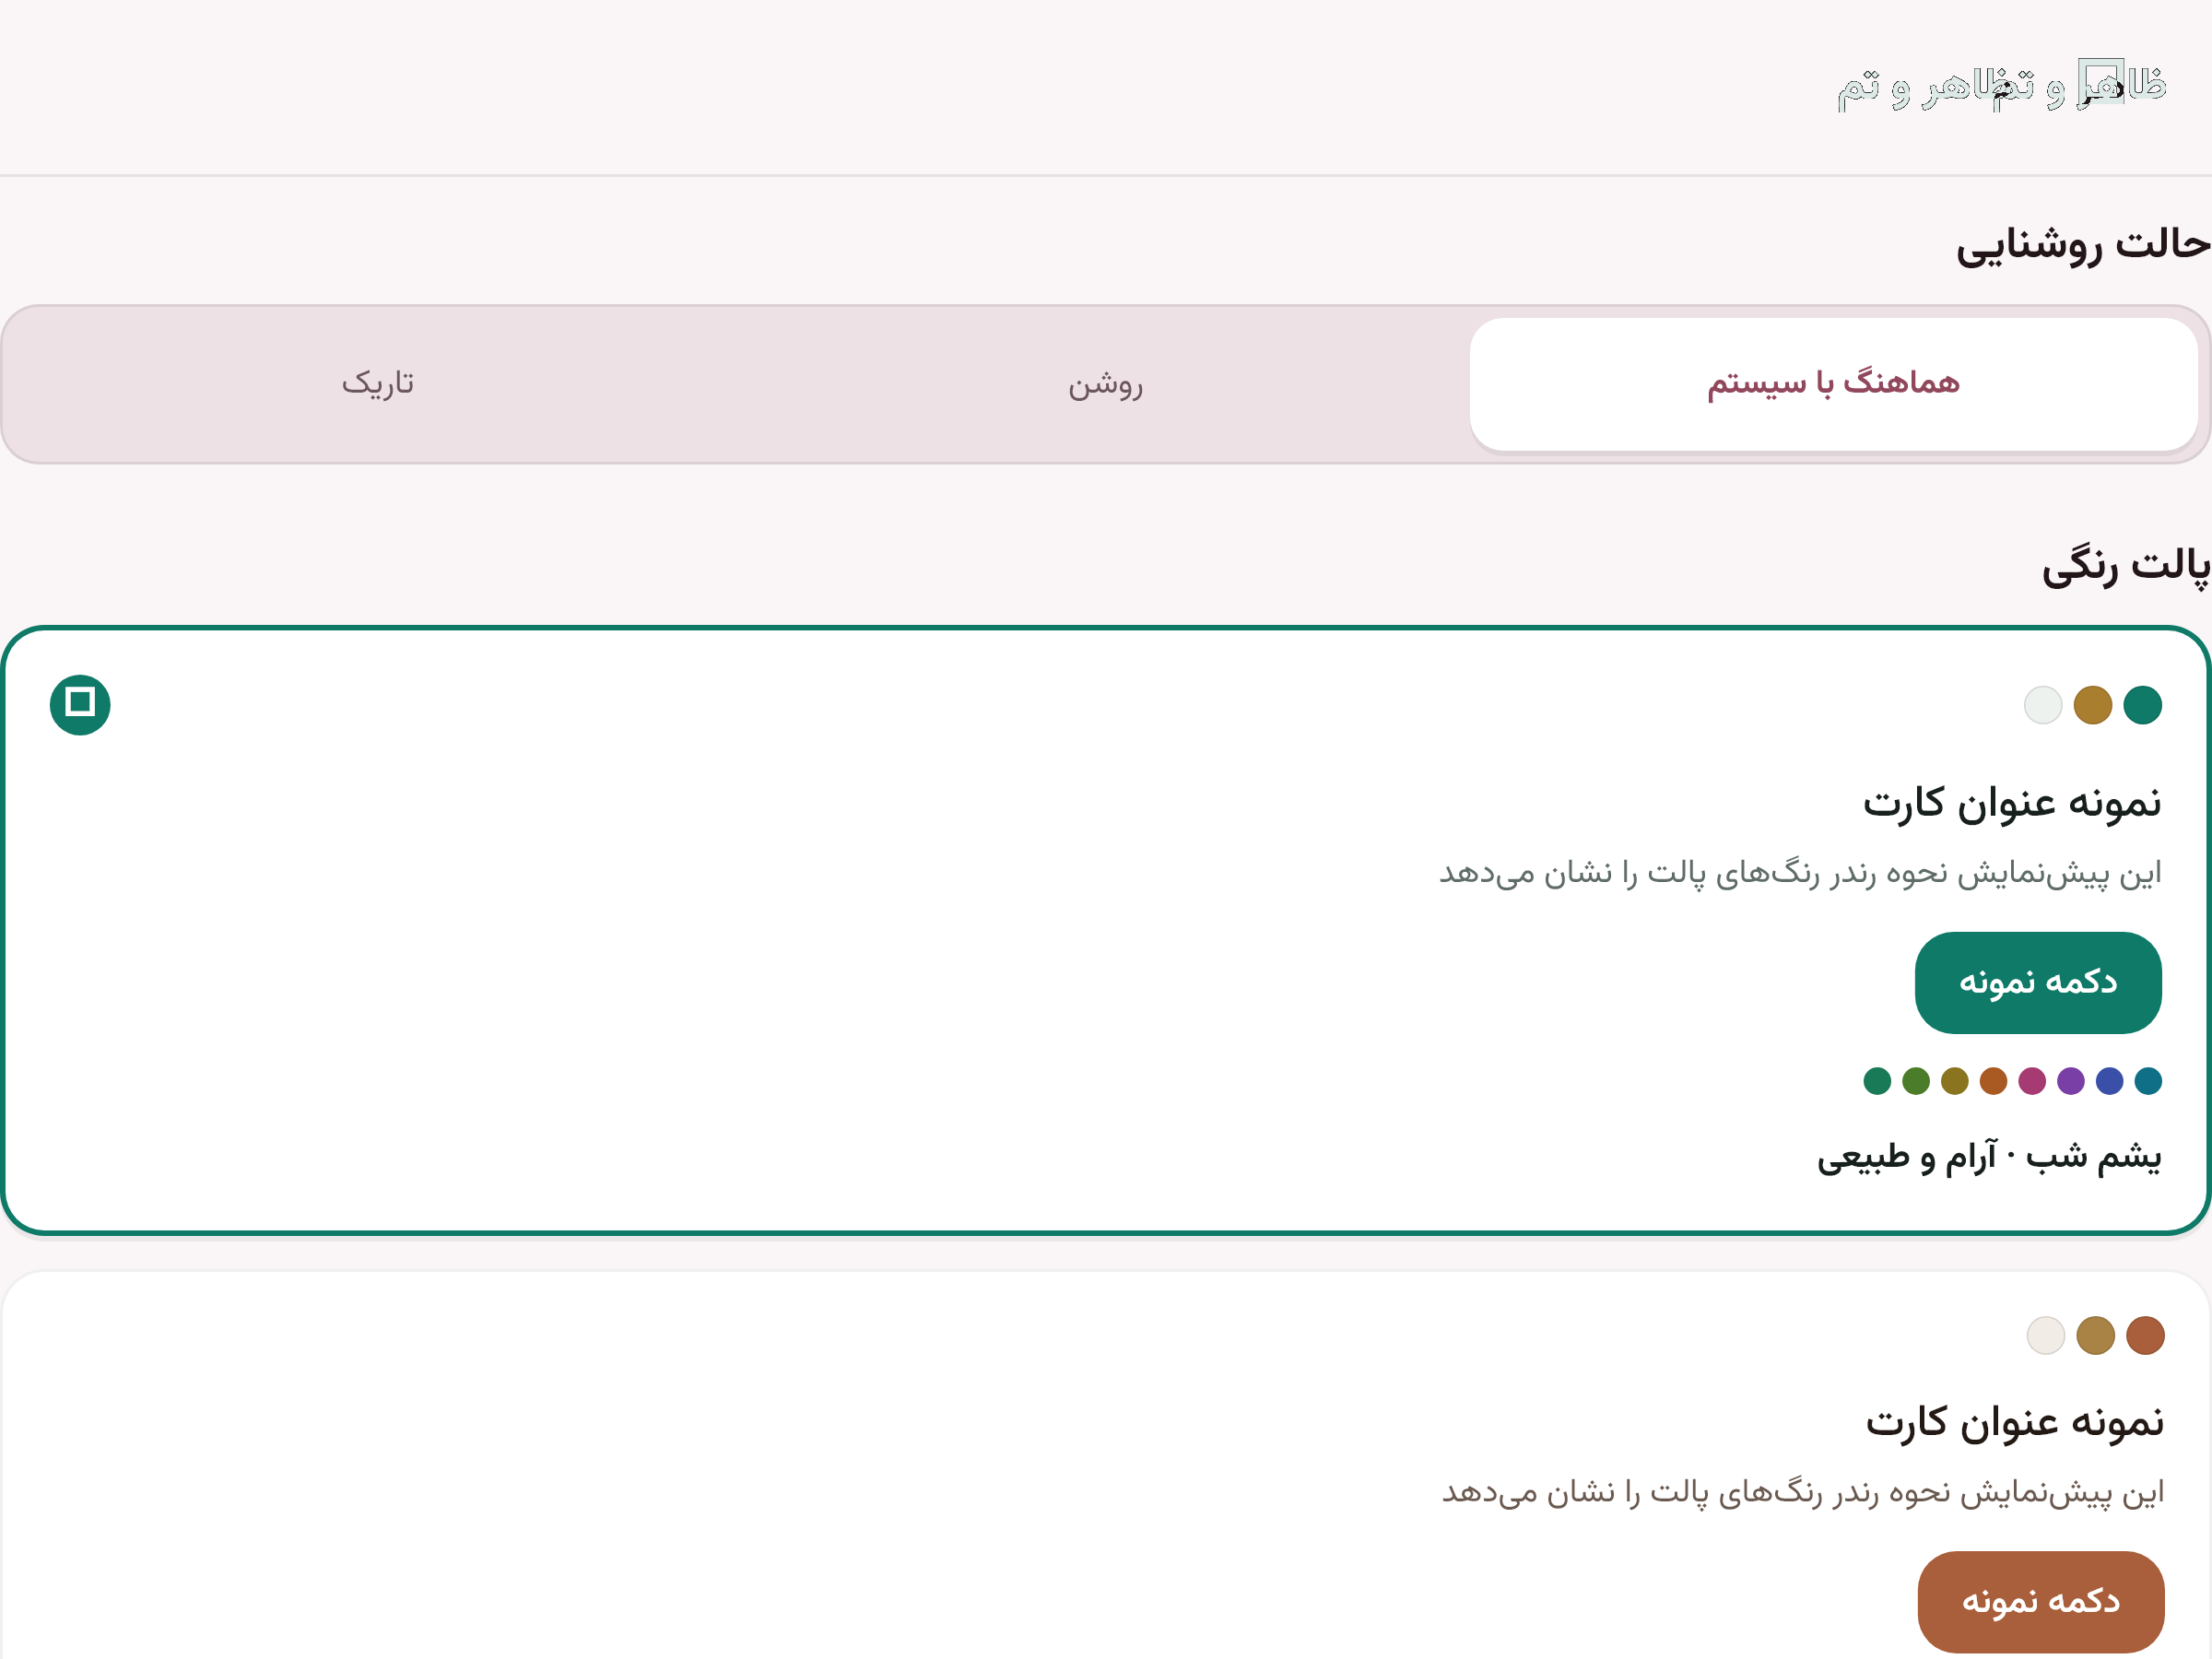 ظاهر و تم
ظاهر و تم
حالت روشنایی
هماهنگ با سیستم
روشن
تاریک
پالت رنگی
نمونه عنوان کارت
این پیش‌نمایش نحوه رندر رنگ‌های پالت را نشان می‌دهد
دکمه نمونه
یشم شب · آرام و طبیعی
نمونه عنوان کارت
این پیش‌نمایش نحوه رندر رنگ‌های پالت را نشان می‌دهد
دکمه نمونه